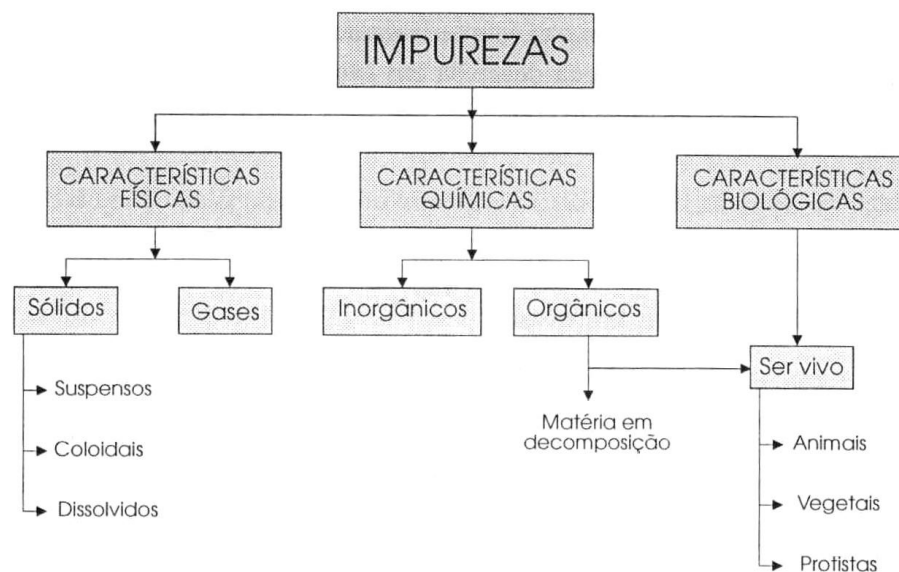 IMPUREZAS
CARACTERÍSTICAS
FÍSICAS
CARACTERÍSTICAS
QUÍMICAS
CARACTERÍSTICAS
BIOLÓGICAS
Sólidos
Gases
Inorgânicos
Orgânicos
Ser vivo
Suspensos
Coloidais
Dissolvidos
Matéria em
decomposição
Animais
Vegetais
Protistas